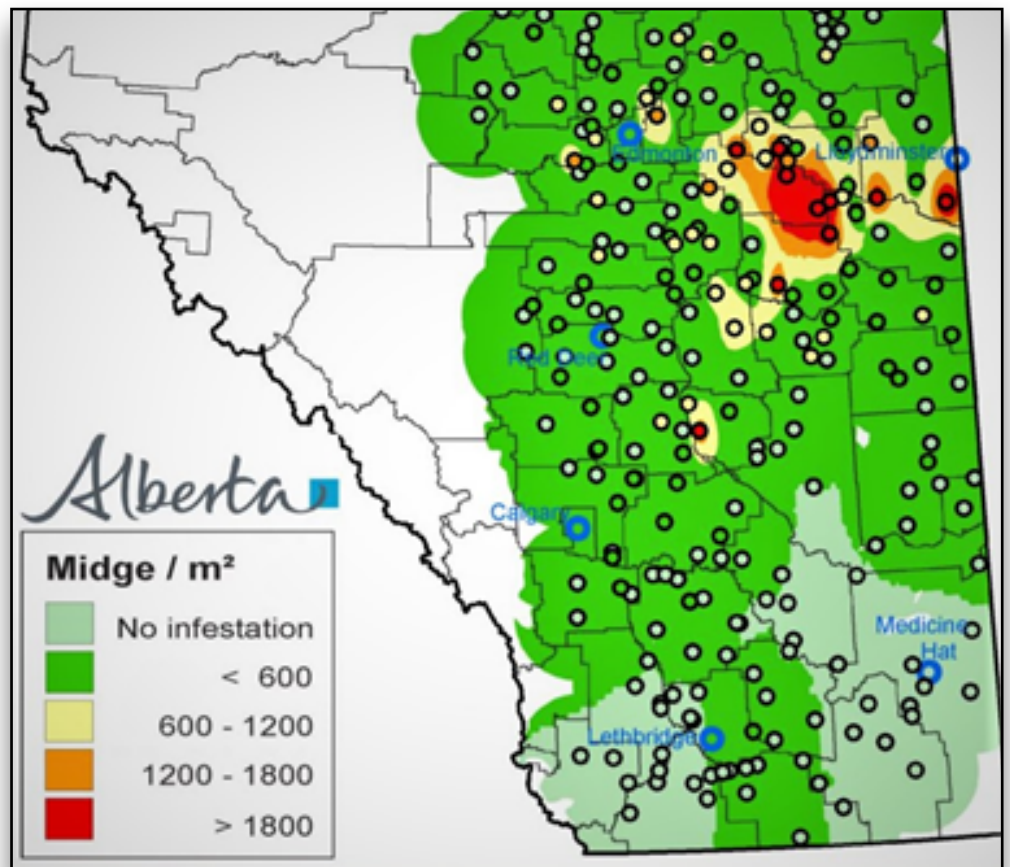 Edmonton
Lloydminster
Red Deer
Alberta
Calgary
Midge / m²
No infestation
< 600
600 - 1200
1200 - 1800
> 1800
Medicine
Hat
Lethbridge